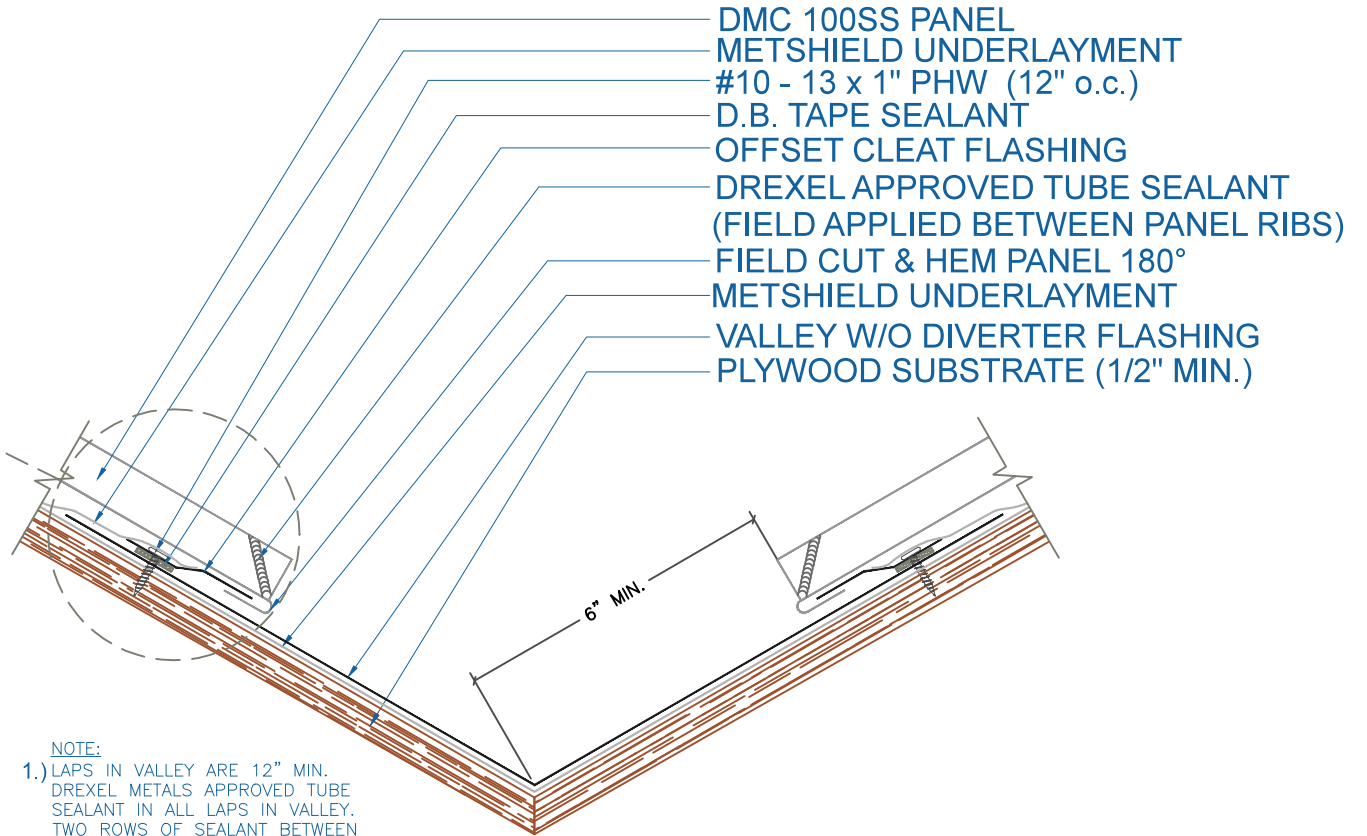 DMC 100SS PANEL
METSHIELD UNDERLAYMENT
#10 - 13 x 1" PHW (12" o.c.)
D.B. TAPE SEALANT
OFFSET CLEAT FLASHING
DREXEL APPROVED TUBE SEALANT
(FIELD APPLIED BETWEEN PANEL RIBS)
FIELD CUT & HEM PANEL 180°
METSHIELD UNDERLAYMENT
VALLEY W/O DIVERTER FLASHING
PLYWOOD SUBSTRATE (1/2" MIN.)
6" MIN.
NOTE:
1.) LAPS IN VALLEY ARE 12" MIN.
DREXEL METALS APPROVED TUBE
SEALANT IN ALL LAPS IN VALLEY.
TWO ROWS OF SEALANT BETWEEN